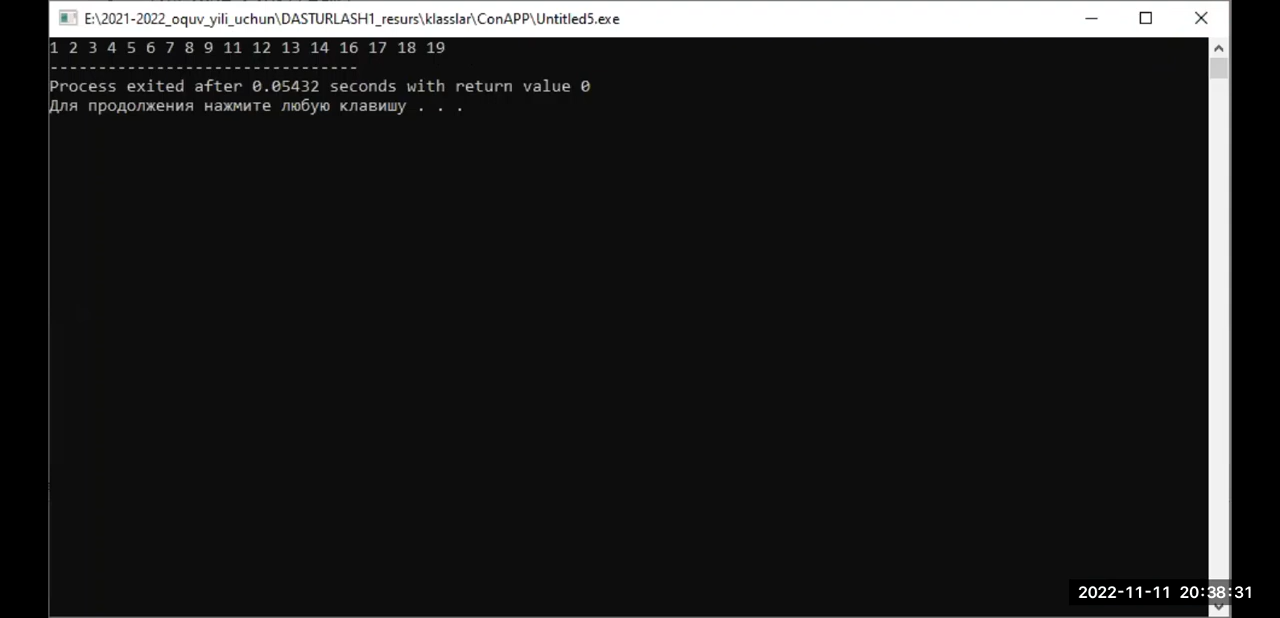 E:\2021-2022_oquv_yili_uchun\DASTURLASH1_resurs\klasslar\ConAPP\Untitled5.exe
1 2 3 4 5 6 7 8 9 11 12 13 14 16 17 18 19
--------------------------------
Process exited after 0.05432 seconds with return value 0
Для продолжения нажмите любую клавишу . . .
2022-11-11 20:38:31